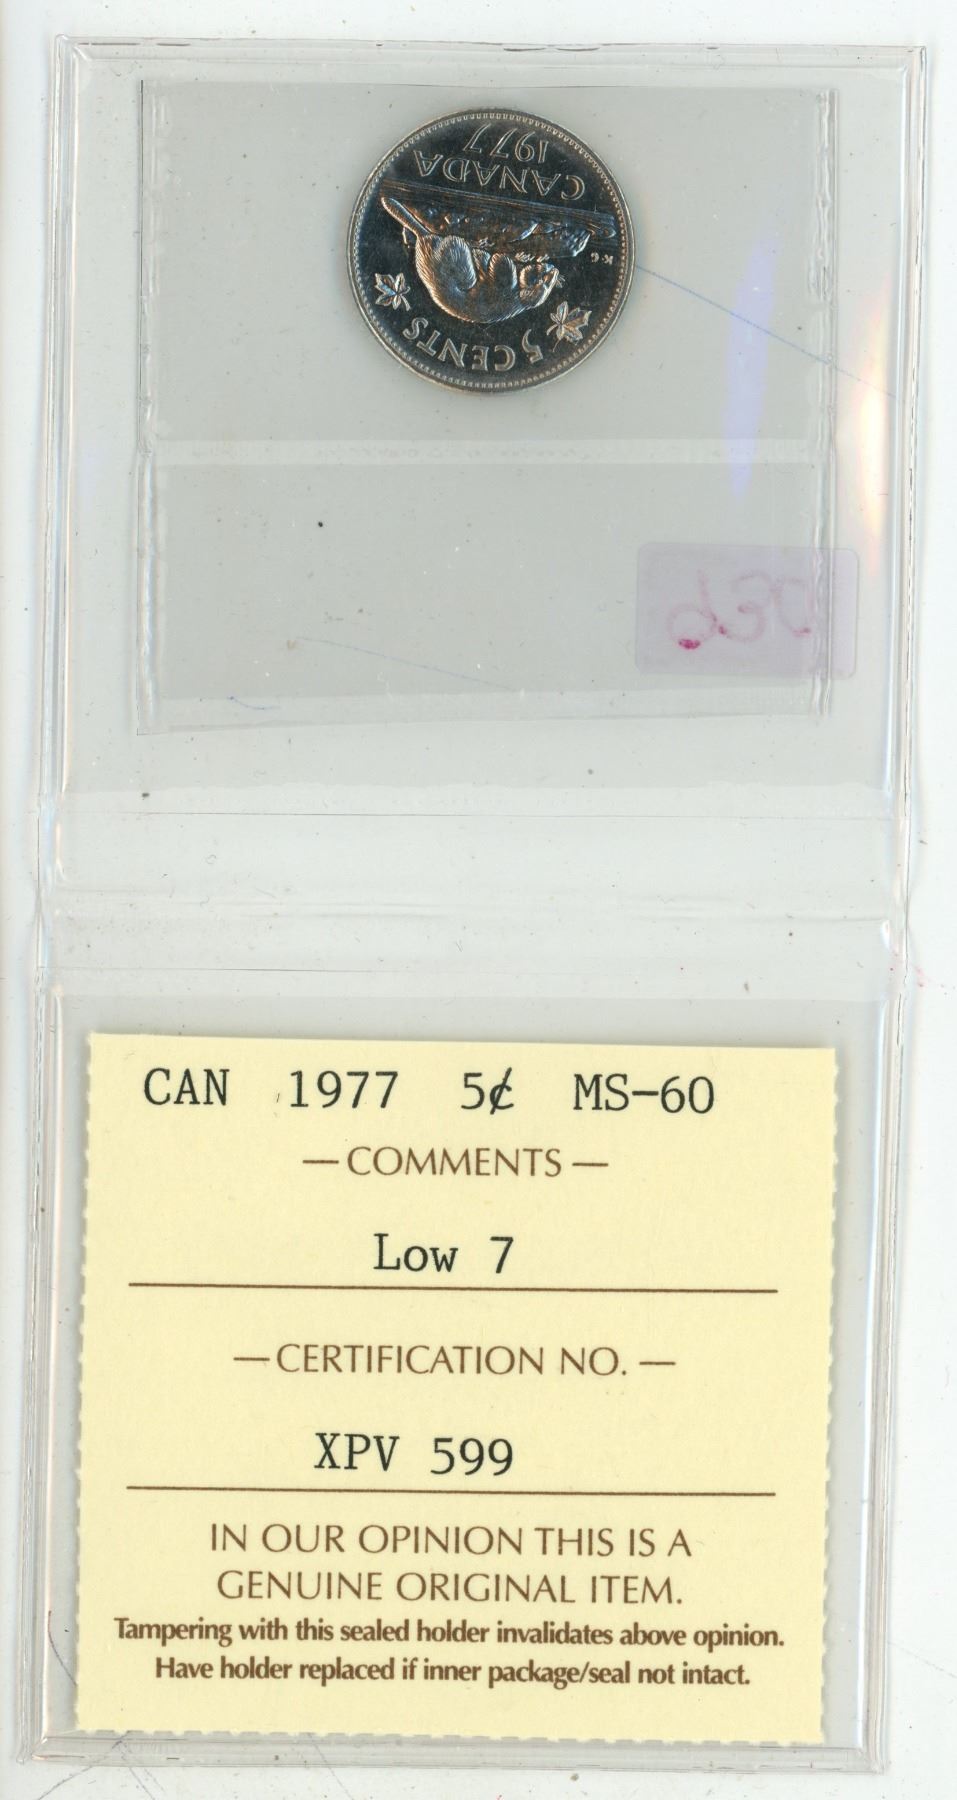 1977
CANADA
K·G
5 CENTS
CAN 1977 5¢ MS-60
— COMMENTS —
Low 7
— CERTIFICATION NO. —
XPV 599
IN OUR OPINION THIS IS A
GENUINE ORIGINAL ITEM.
Tampering with this sealed holder invalidates above opinion.
Have holder replaced if inner package/seal not intact.